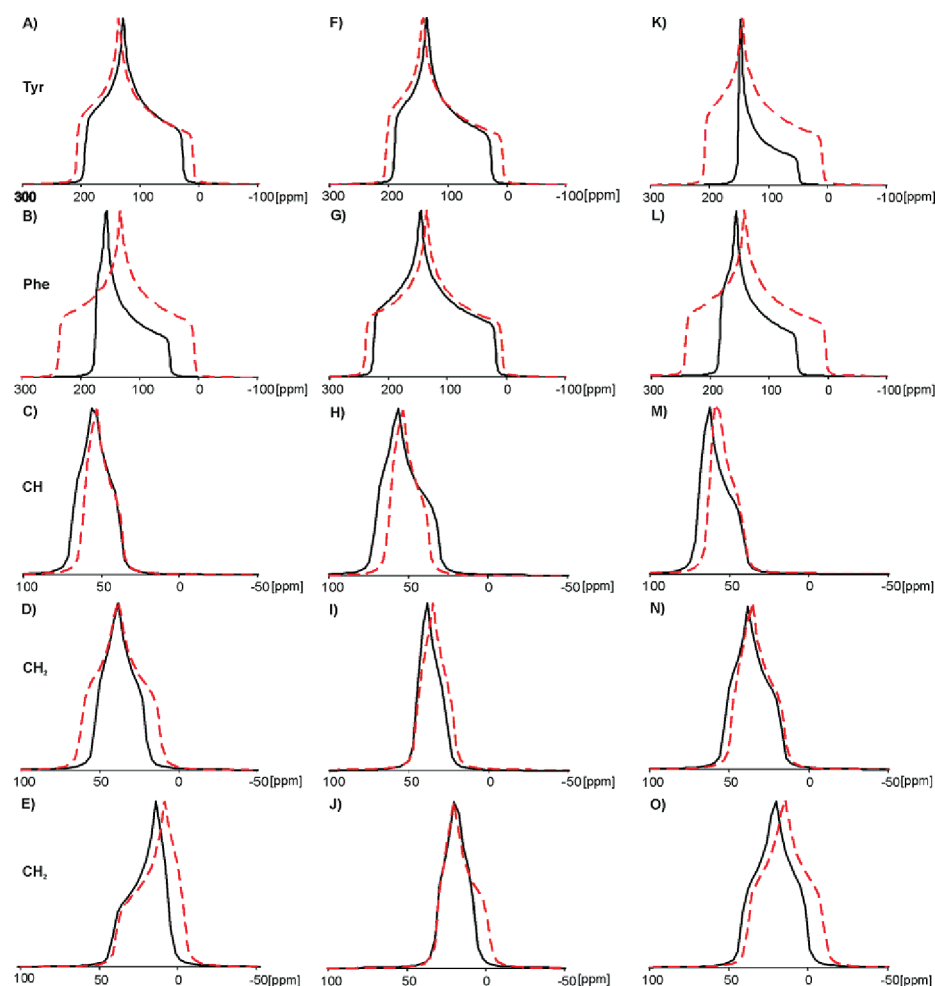 A) F) K)
Tyr
300 200 100 0 -100[ppm] 300 200 100 0 -100[ppm] 300 200 100 0 -100[ppm]
B) G) L)
Phe
300 200 100 0 -100[ppm] 300 200 100 0 -100[ppm] 300 200 100 0 -100[ppm]
C) H) M)
CH
100 50 0 -50[ppm] 100 50 0 -50[ppm] 100 50 0 -50[ppm]
D) I) N)
CH₂
100 50 0 -50[ppm] 100 50 0 -50[ppm] 100 50 0 -50[ppm]
E) J) O)
CH₂
100 50 0 -50[ppm] 100 50 0 -50[ppm] 100 50 0 -50[ppm]